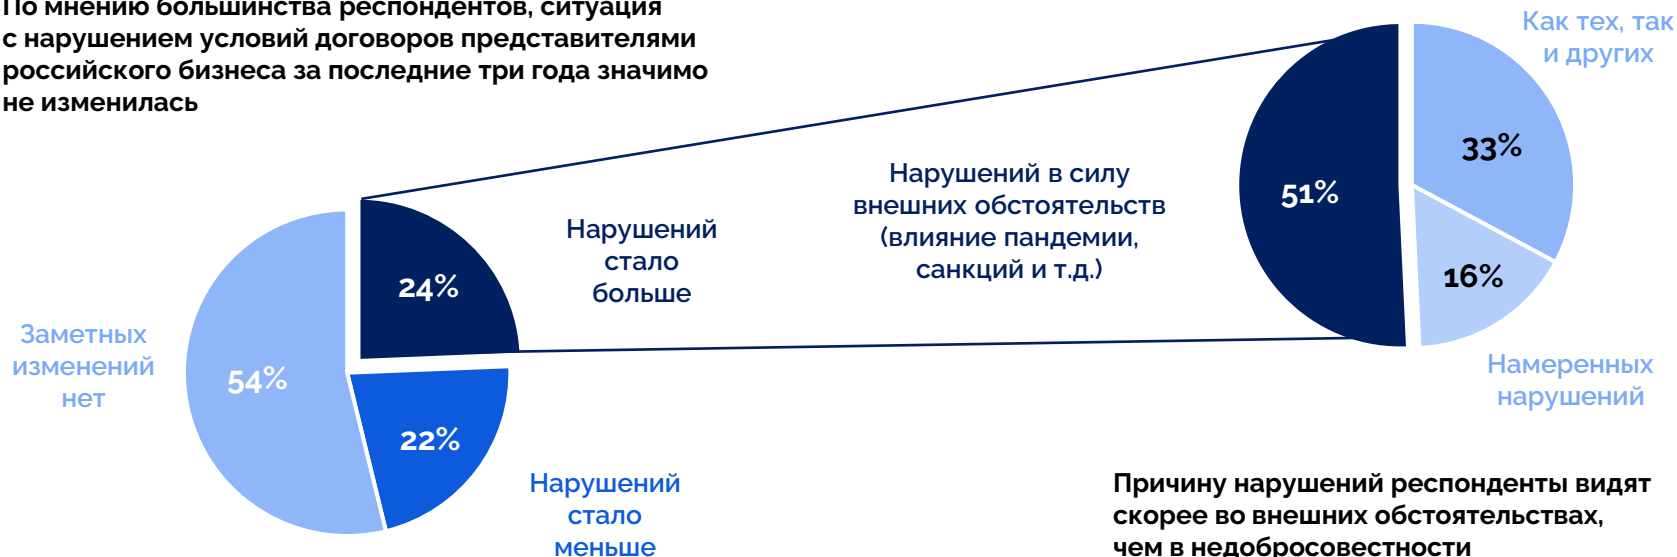 По мнению большинства респондентов, ситуация
с нарушением условий договоров представителями
российского бизнеса за последние три года значимо
не изменилась
Как тех, так
и других
33%
51%
16%
Нарушений в силу
внешних обстоятельств
(влияние пандемии,
санкций и т.д.)
Нарушений
стало
больше
24%
Заметных
изменений
нет
54%
22%
Намеренных
нарушений
Нарушений
стало
меньше
Причину нарушений респонденты видят
скорее во внешних обстоятельствах,
чем в недобросовестности